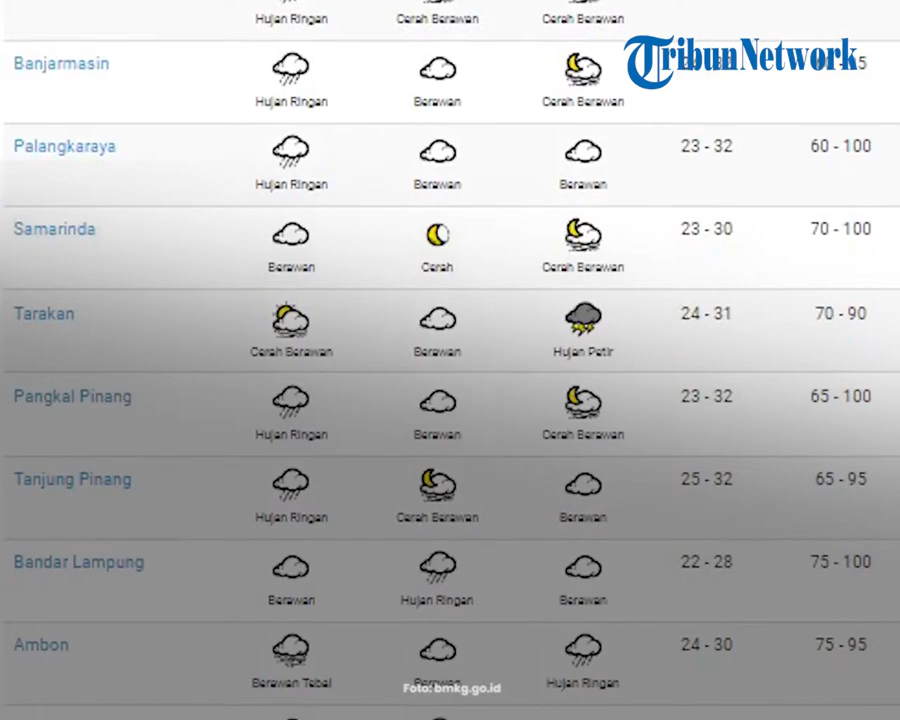 Hujan Ringan Cerah Berawan Cerah Berawan
TribunNetwork
Banjarmasin
Hujan Ringan Berawan Cerah Berawan
Palangkaraya 23 - 32 60 - 100
Hujan Ringan Berawan Berawan
Samarinda 23 - 30 70 - 100
Berawan Cerah Cerah Berawan
Tarakan 24 - 31 70 - 90
Cerah Berawan Berawan Hujan Petir
Pangkal Pinang 23 - 32 65 - 100
Hujan Ringan Berawan Cerah Berawan
Tanjung Pinang 25 - 32 65 - 95
Hujan Ringan Cerah Berawan Berawan
Bandar Lampung 22 - 28 75 - 100
Berawan Hujan Ringan Berawan
Ambon 24 - 30 75 - 95
Berawan Tebal Berawan Hujan Ringan
Foto: bmkg.go.id